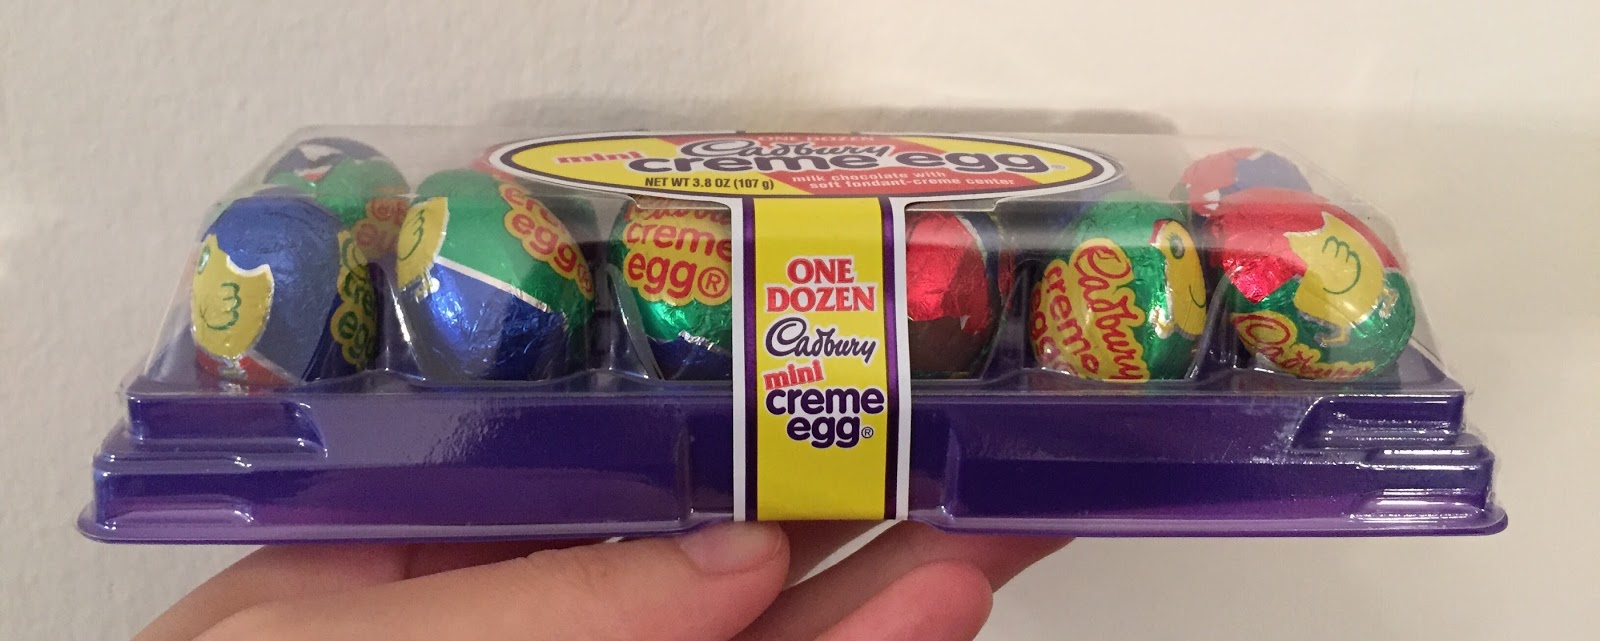 ONE DOZEN
Cadbury
mini creme egg®
NET WT 3.8 OZ (107 g)
milk chocolate with
soft fondant-creme center
ONE
DOZEN
Cadbury
mini
creme
egg®
creme
egg®
Cadbury
creme
egg®
Cadbury
creme
egg
Cadbury